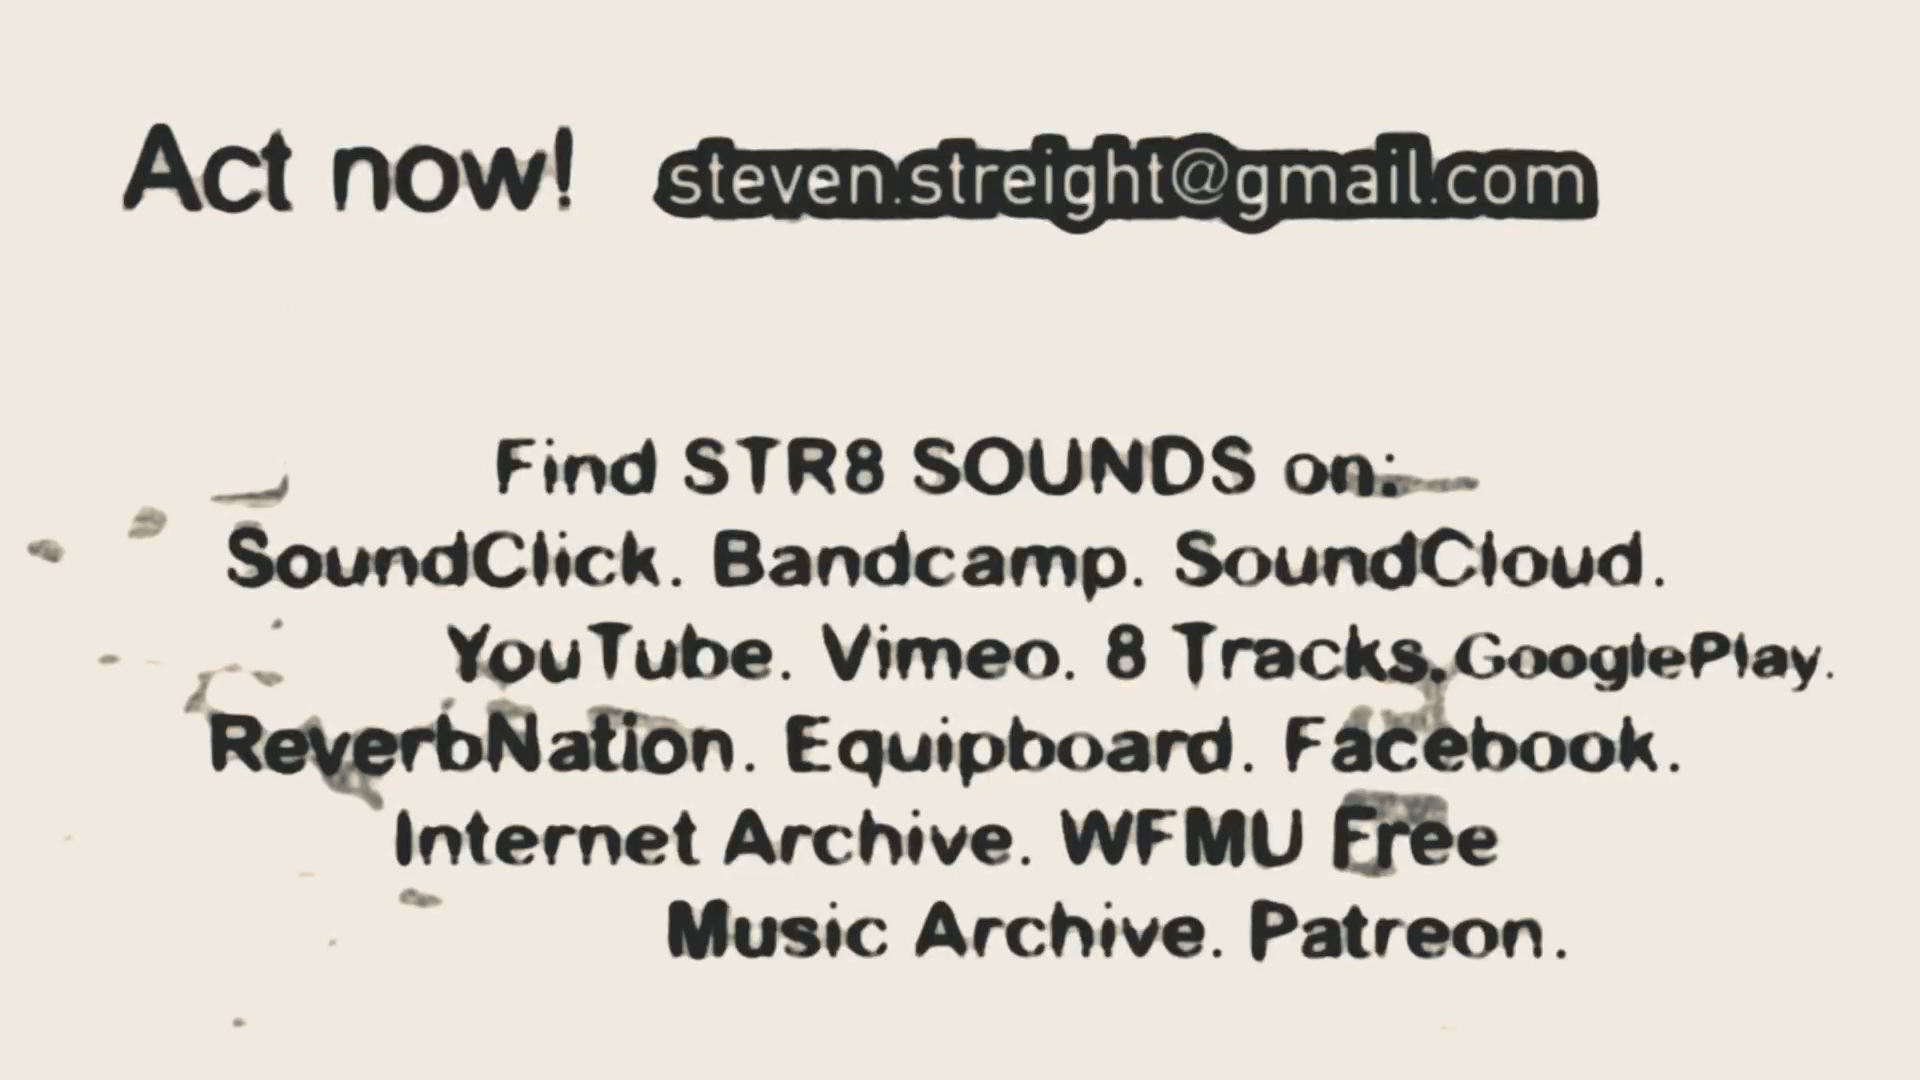 Act now! steven.streight@gmail.com
Find STR8 SOUNDS on:
SoundClick. Bandcamp. SoundCloud.
YouTube. Vimeo. 8 Tracks. GooglePlay.
ReverbNation. Equipboard. Facebook.
Internet Archive. WFMU Free
Music Archive. Patreon.